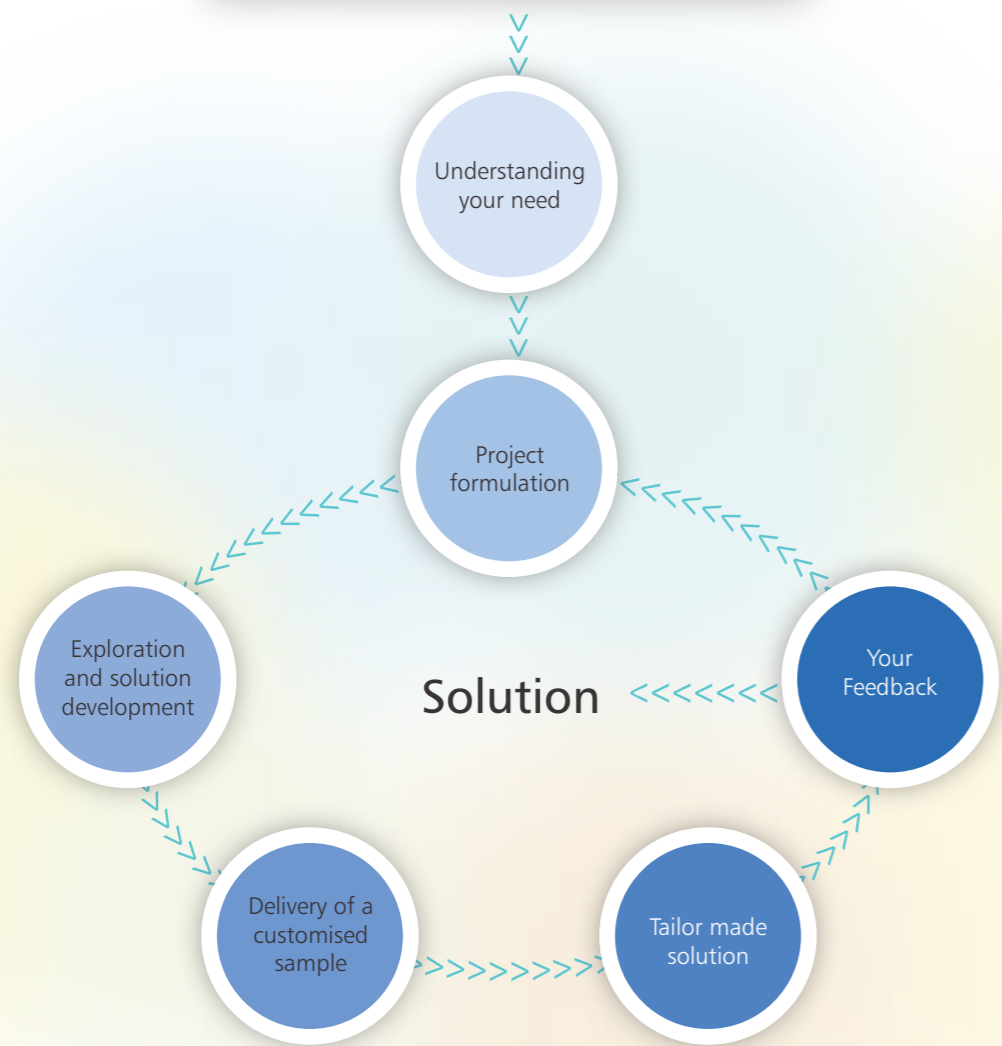 Understanding
your need
Project
formulation
Exploration
and solution
development
Delivery of a
customised
sample
Tailor made
solution
Your
Feedback
Solution